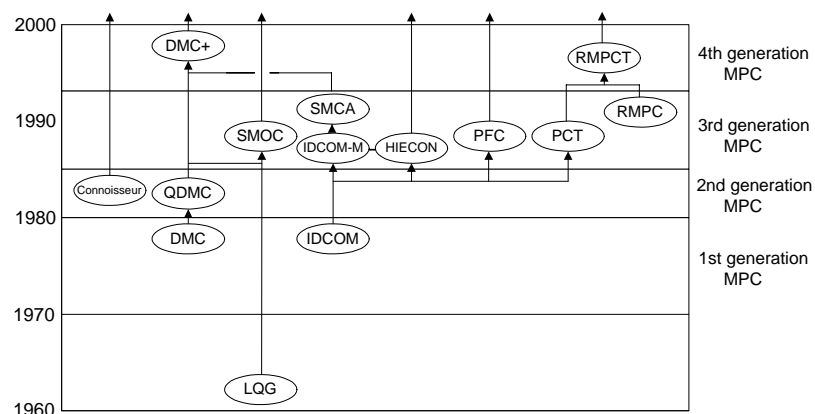 2000
DMC+
RMPCT
4th generation
MPC
SMCA
RMPC
1990
SMOC
IDCOM-M
HIECON
PFC
PCT
3rd generation
MPC
Connoisseur
QDMC
2nd generation
MPC
1980
DMC
IDCOM
1st generation
MPC
1970
LQG
1960